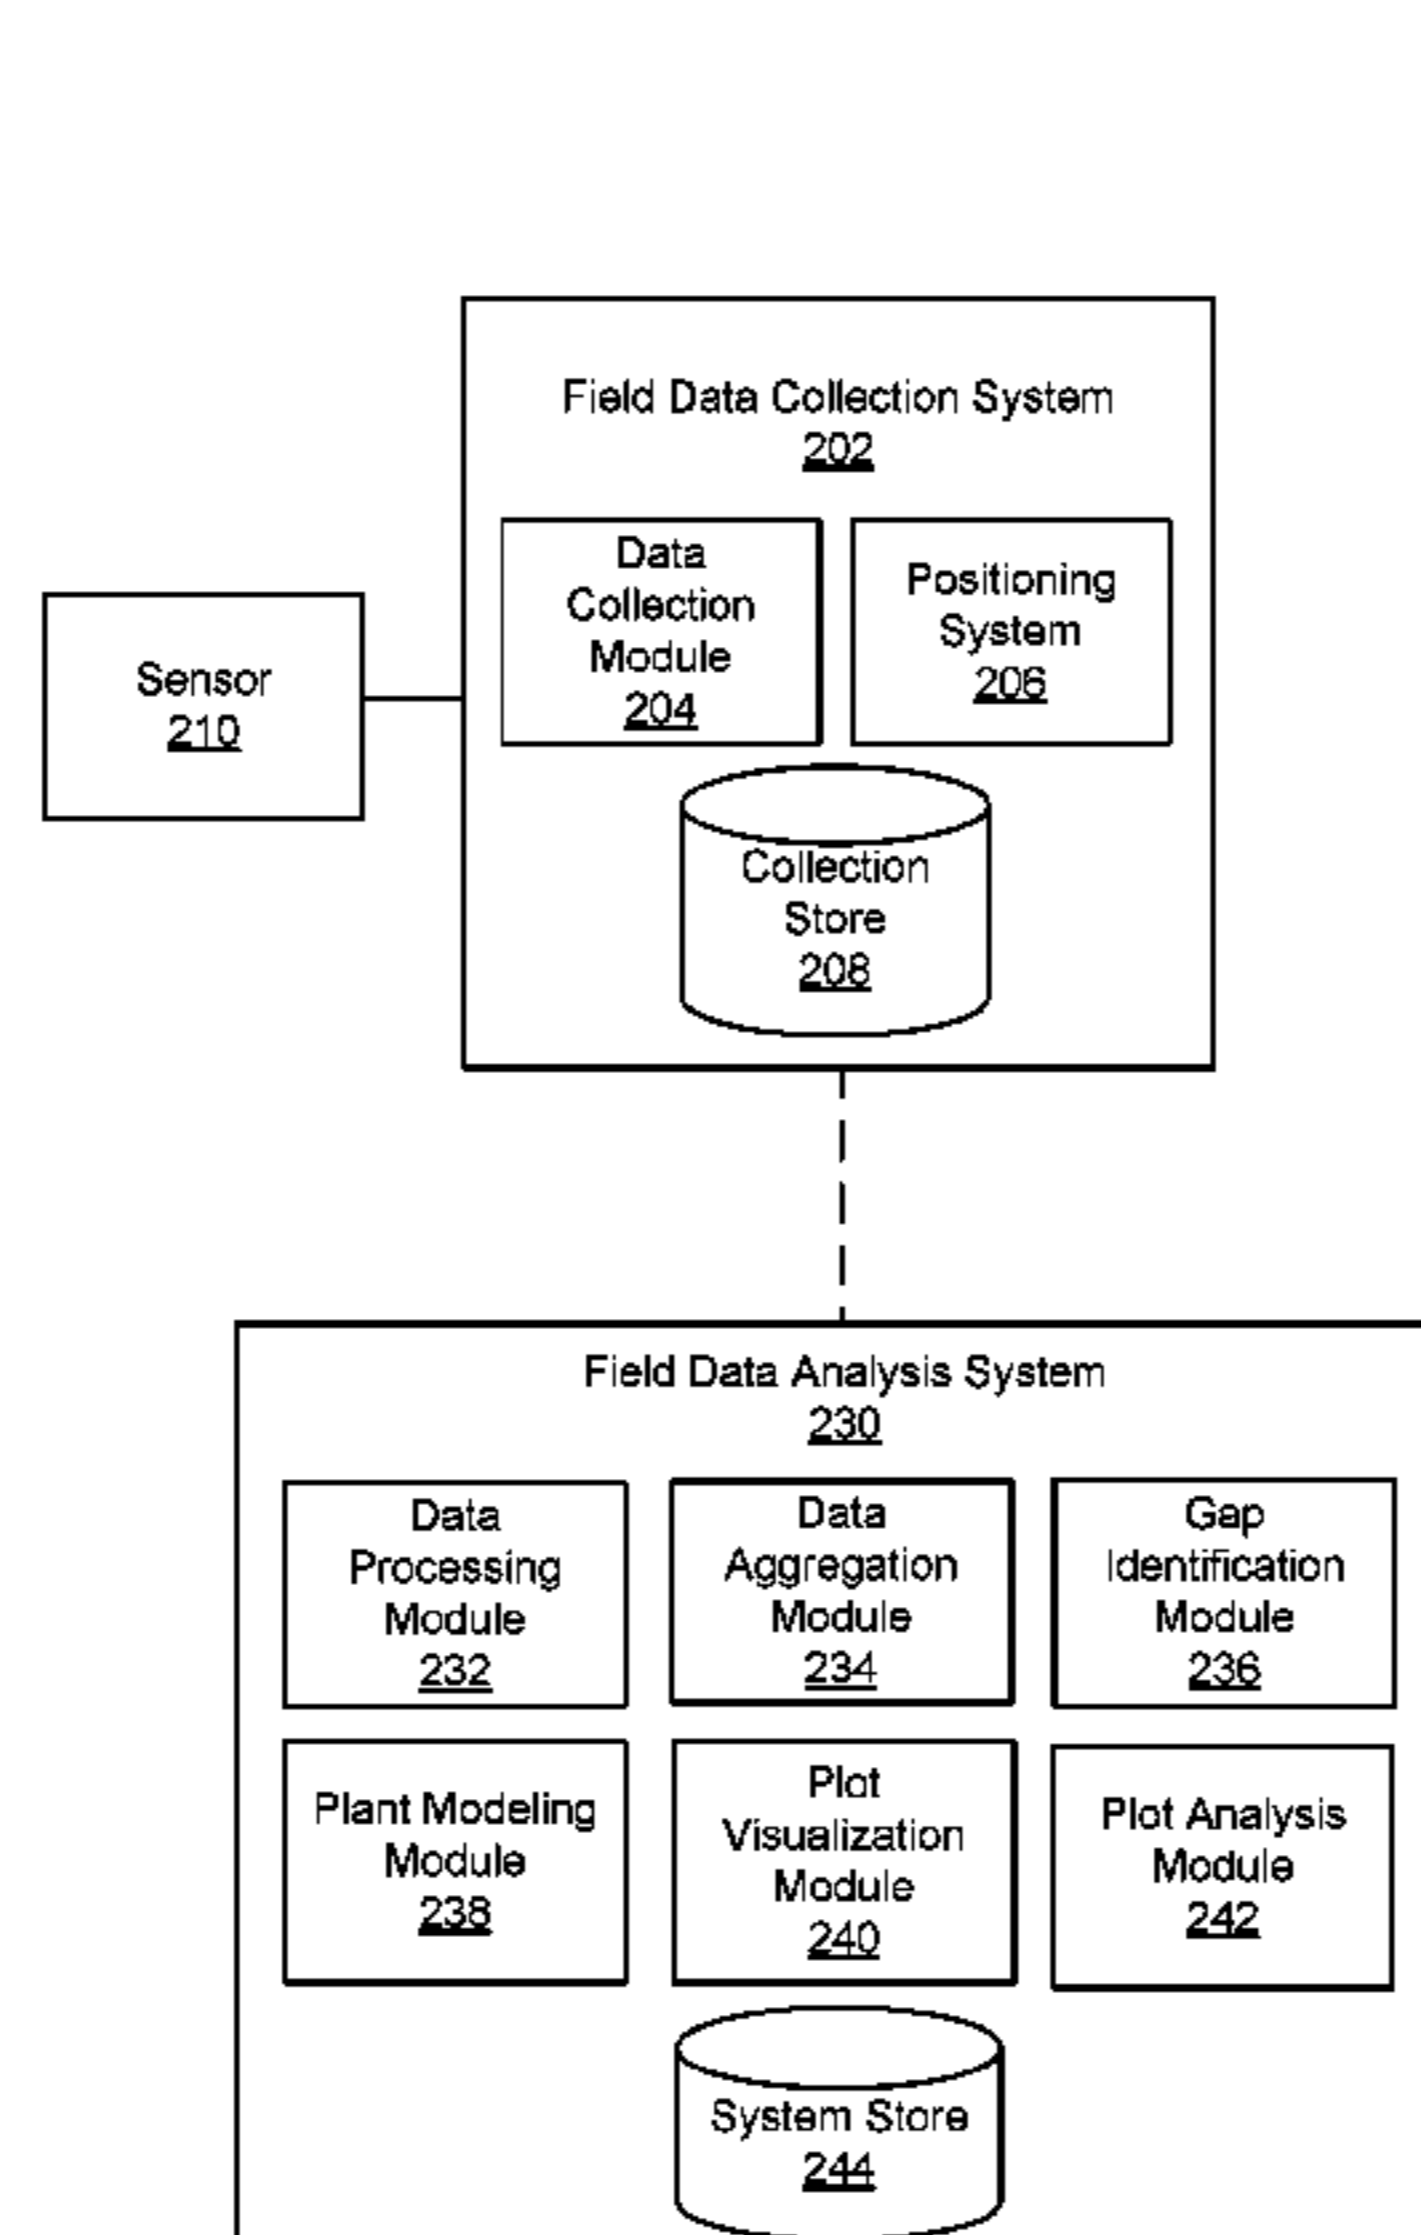 Field Data Collection System
202
Data
Collection
Module
204
Positioning
System
206
Sensor
210
Collection
Store
208
Field Data Analysis System
230
Data
Processing
Module
232
Data
Aggregation
Module
234
Gap
Identification
Module
236
Plant Modeling
Module
238
Plot
Visualization
Module
240
Plot Analysis
Module
242
System Store
244